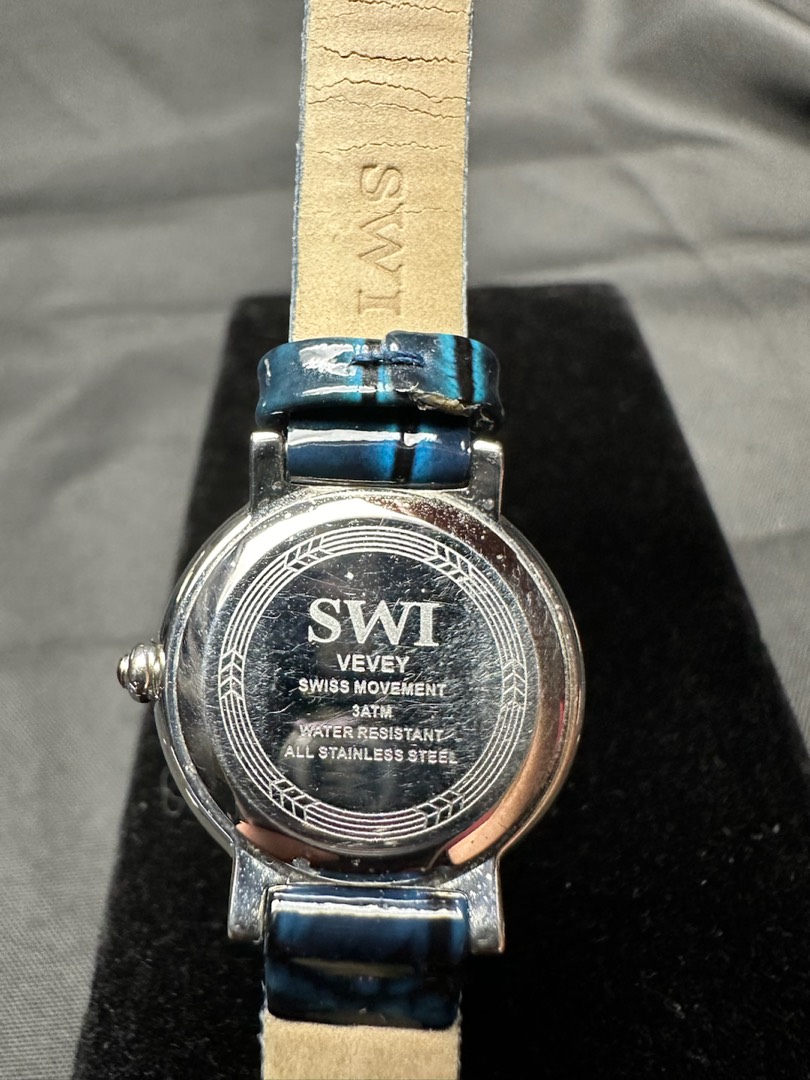 SWI
SWI
VEVEY
SWISS MOVEMENT
3ATM
WATER RESISTANT
ALL STAINLESS STEEL